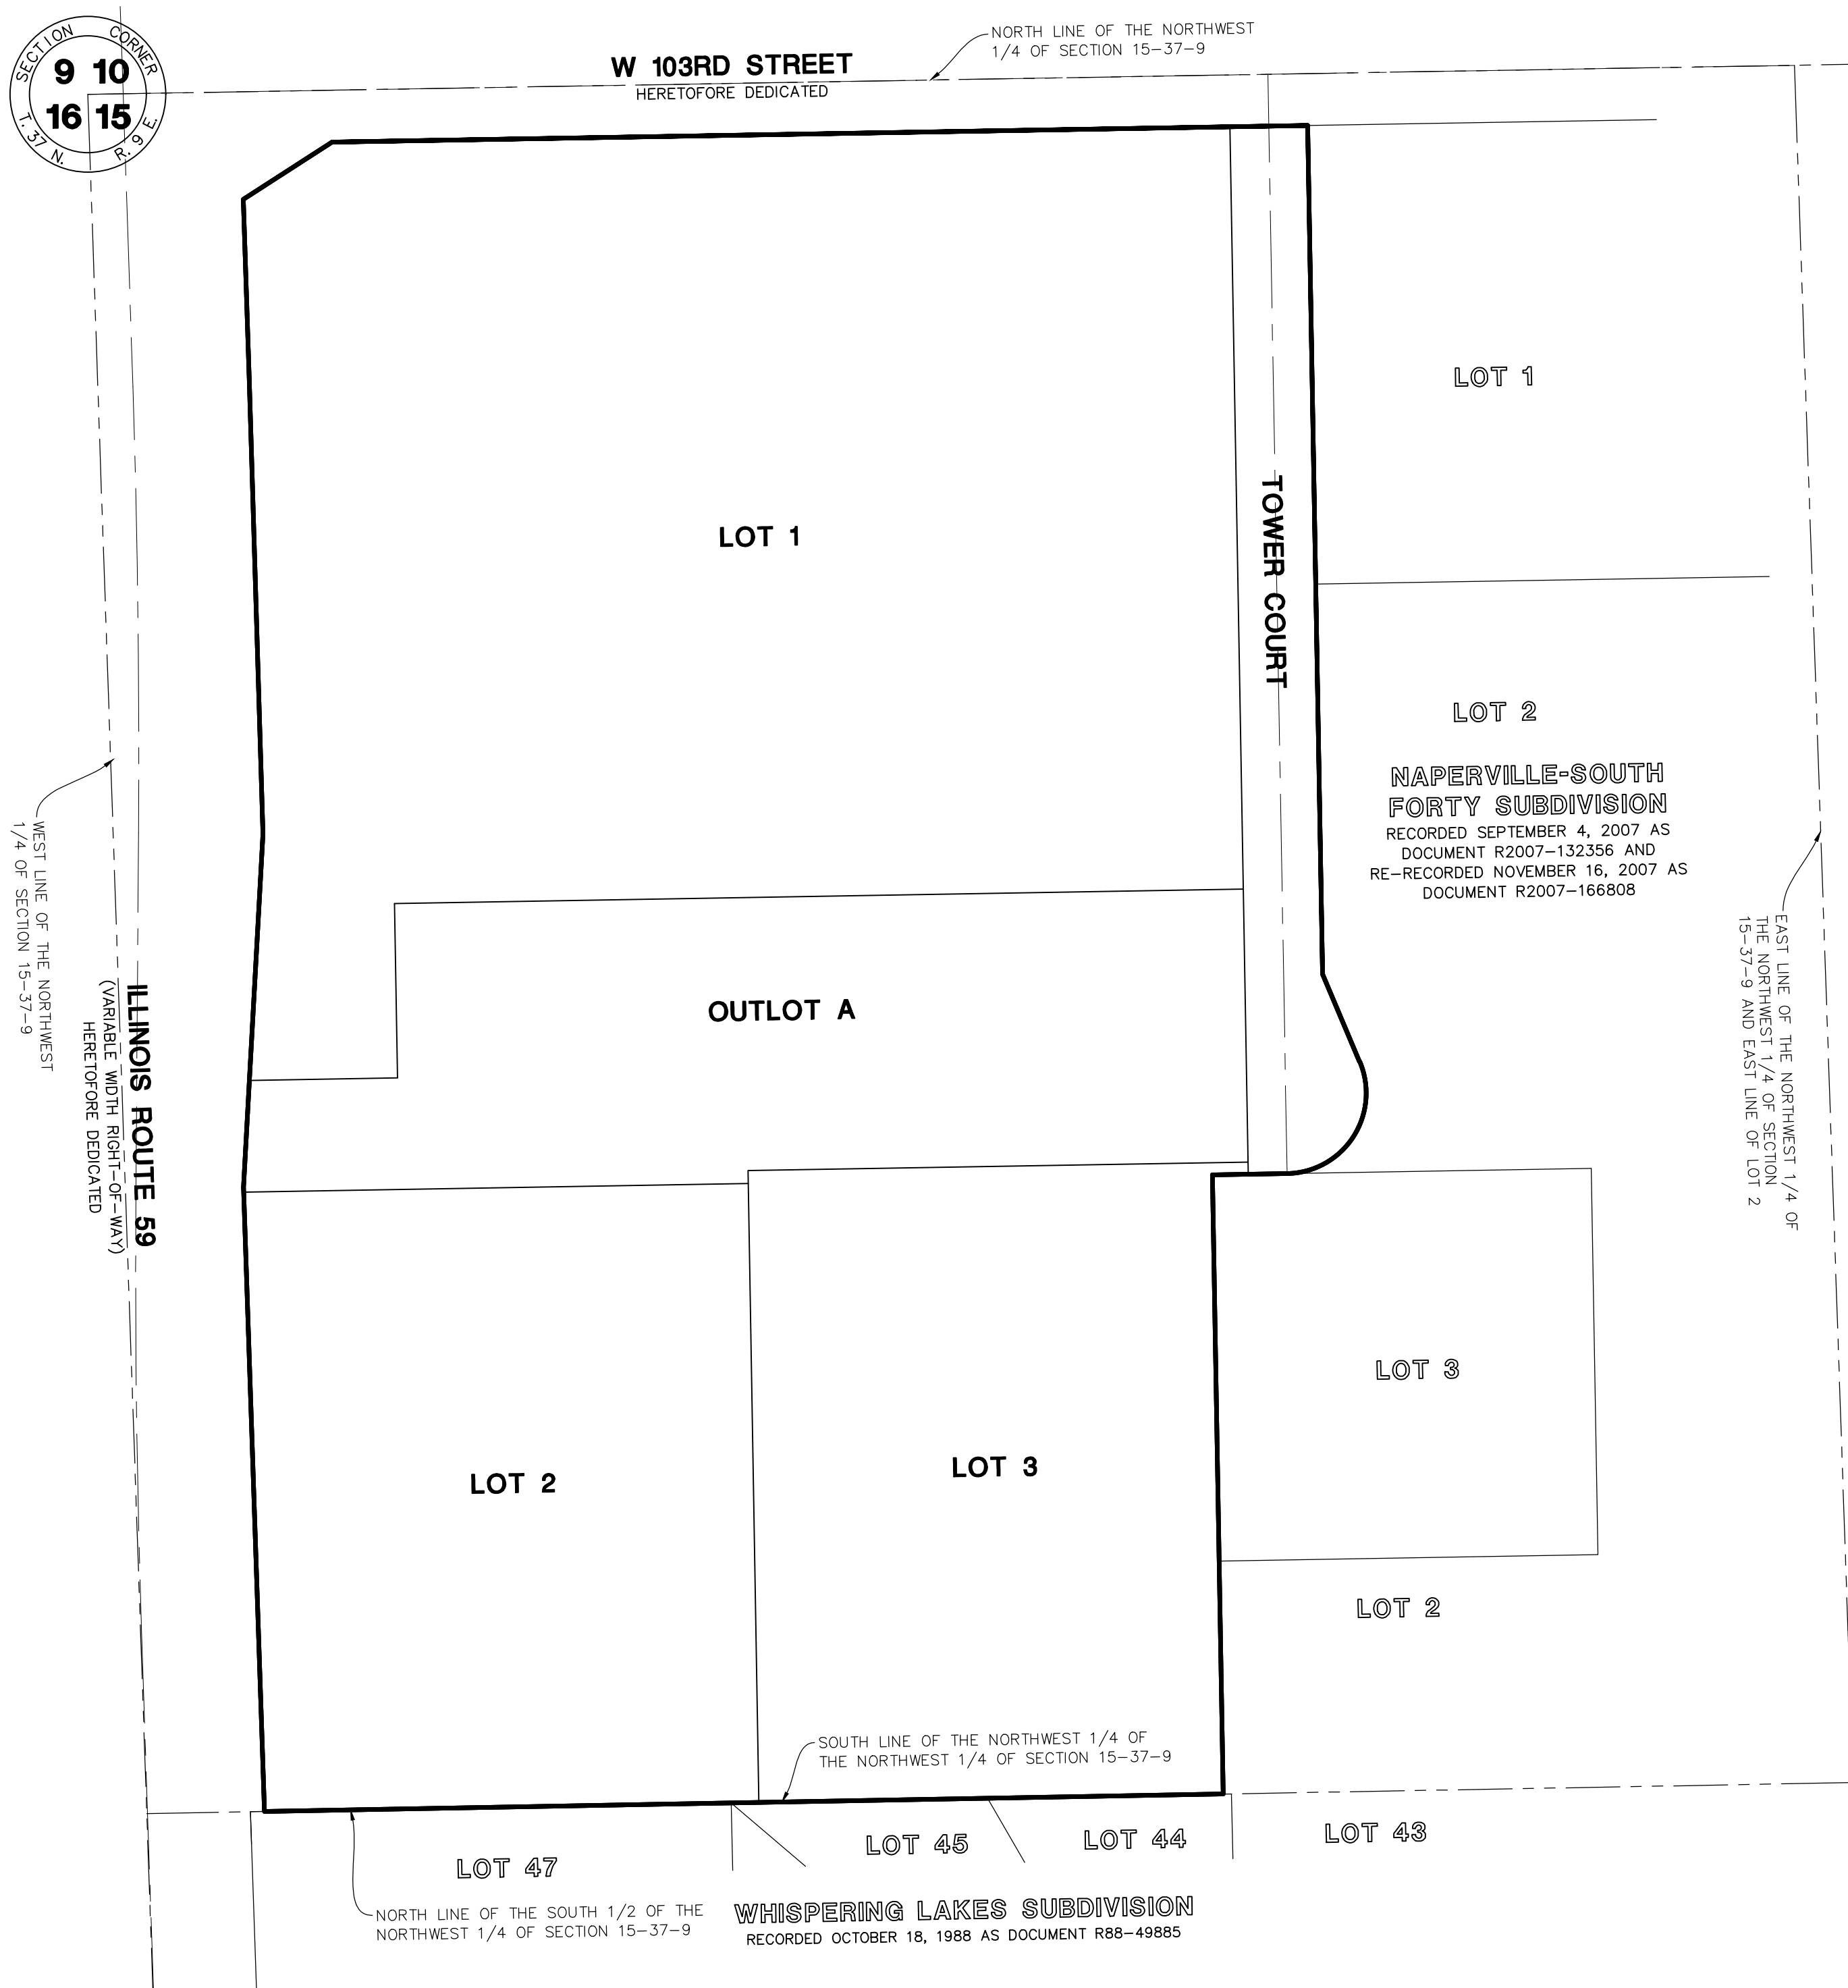 SECTION CORNER
9 10
16 15
T. 37 N. R. 9 E.
W 103RD STREET
HERETOFORE DEDICATED
NORTH LINE OF THE NORTHWEST
1/4 OF SECTION 15-37-9
LOT 1
TOWER COURT
LOT 1
LOT 2
NAPERVILLE-SOUTH
FORTY SUBDIVISION
RECORDED SEPTEMBER 4, 2007 AS
DOCUMENT R2007-132356 AND
RE-RECORDED NOVEMBER 16, 2007 AS
DOCUMENT R2007-166808
WEST LINE OF THE NORTHWEST
1/4 OF SECTION 15-37-9
ILLINOIS ROUTE 59
(VARIABLE WIDTH RIGHT-OF-WAY)
HERETOFORE DEDICATED
OUTLOT A
EAST LINE OF THE NORTHWEST 1/4 OF
THE NORTHWEST 1/4 OF SECTION
15-37-9 AND EAST LINE OF LOT 2
LOT 2
LOT 3
LOT 3
LOT 2
SOUTH LINE OF THE NORTHWEST 1/4 OF
THE NORTHWEST 1/4 OF SECTION 15-37-9
LOT 47
LOT 45
LOT 44
LOT 43
NORTH LINE OF THE SOUTH 1/2 OF THE
NORTHWEST 1/4 OF SECTION 15-37-9
WHISPERING LAKES SUBDIVISION
RECORDED OCTOBER 18, 1988 AS DOCUMENT R88-49885